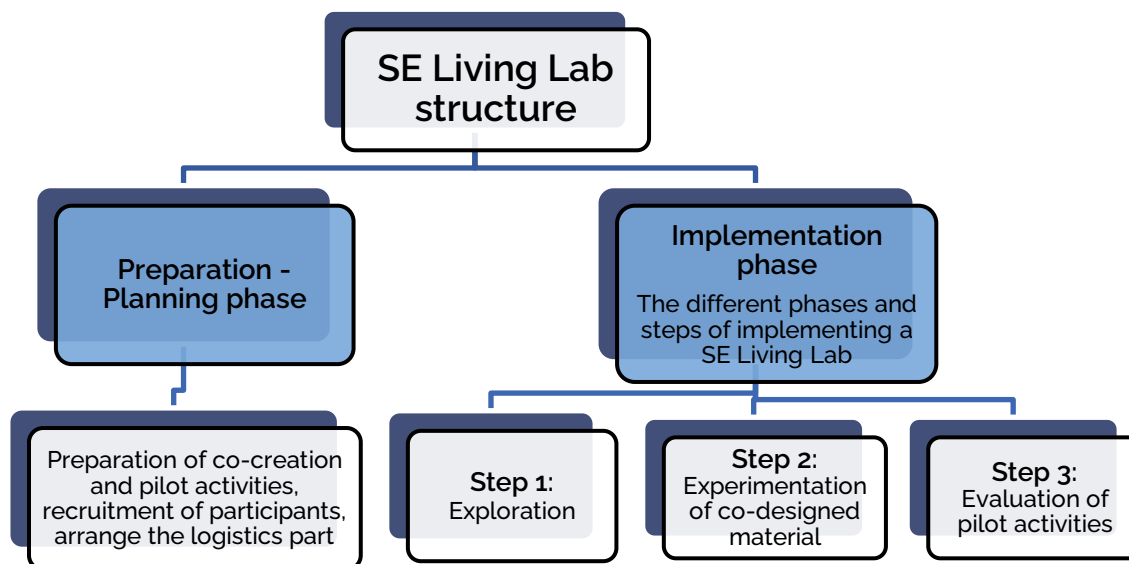 SE Living Lab
structure
Preparation -
Planning phase
Implementation
phase
The different phases and
steps of implementing a
SE Living Lab
Preparation of co-creation
and pilot activities,
recruitment of participants,
arrange the logistics part
Step 1:
Exploration
Step 2:
Experimentation
of co-designed
material
Step 3:
Evaluation of
pilot activities